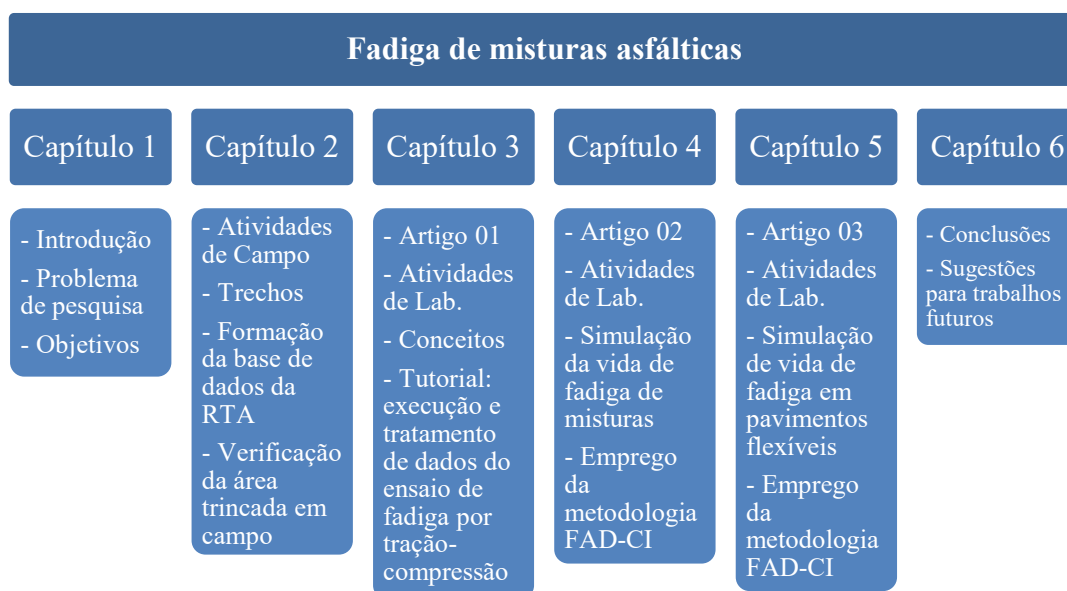 Fadiga de misturas asfálticas
Capítulo 1
- Introdução
- Problema
de pesquisa
- Objetivos
Capítulo 2
- Atividades
de Campo
- Trechos
- Formação
da base de
dados da
RTA
- Verificação
da área
trincada em
campo
Capítulo 3
- Artigo 01
- Atividades
de Lab.
- Conceitos
- Tutorial:
execução e
tratamento
de dados do
ensaio de
fadiga por
tração-
compressão
Capítulo 4
- Artigo 02
- Atividades
de Lab.
- Simulação
da vida de
fadiga de
misturas
- Emprego
da
metodologia
FAD-CI
Capítulo 5
- Artigo 03
- Atividades
de Lab.
- Simulação
de vida de
fadiga em
pavimentos
flexíveis
- Emprego
da
metodologia
FAD-CI
Capítulo 6
- Conclusões
- Sugestões
para trabalhos
futuros